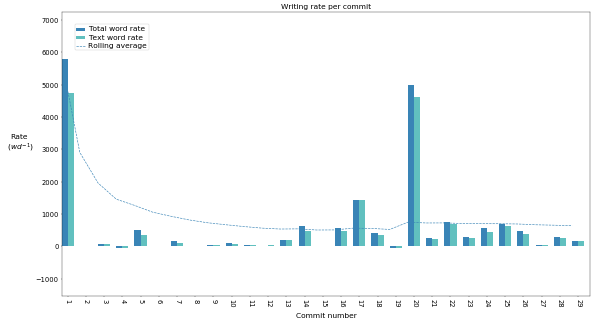 Writing rate per commit
7000
6000
5000
4000
3000
2000
1000
0
−1000
Rate
(wd⁻¹)
Total word rate
Text word rate
Rolling average
1 2 3 4 5 6 7 8 9 10 11 12 13 14 15 16 17 18 19 20 21 22 23 24 25 26 27 28 29
Commit number